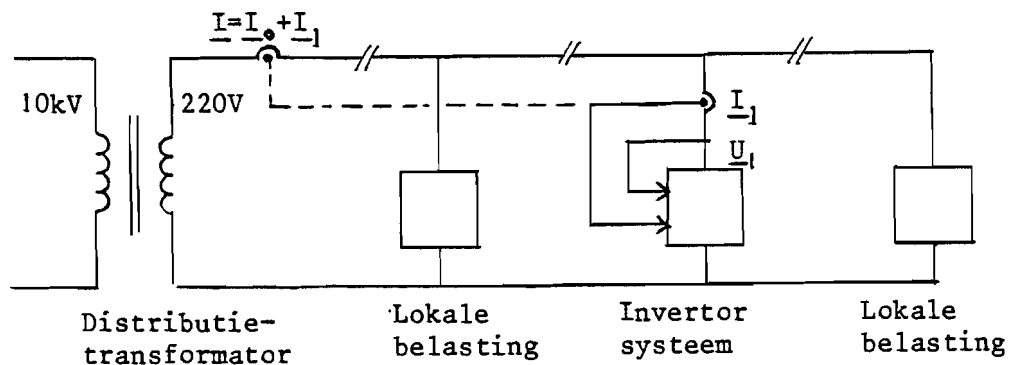 I=I₀+I₁
10kV
220V
I₁
U₁
Distributie-
transformator
Lokale
belasting
Invertor
systeem
Lokale
belasting